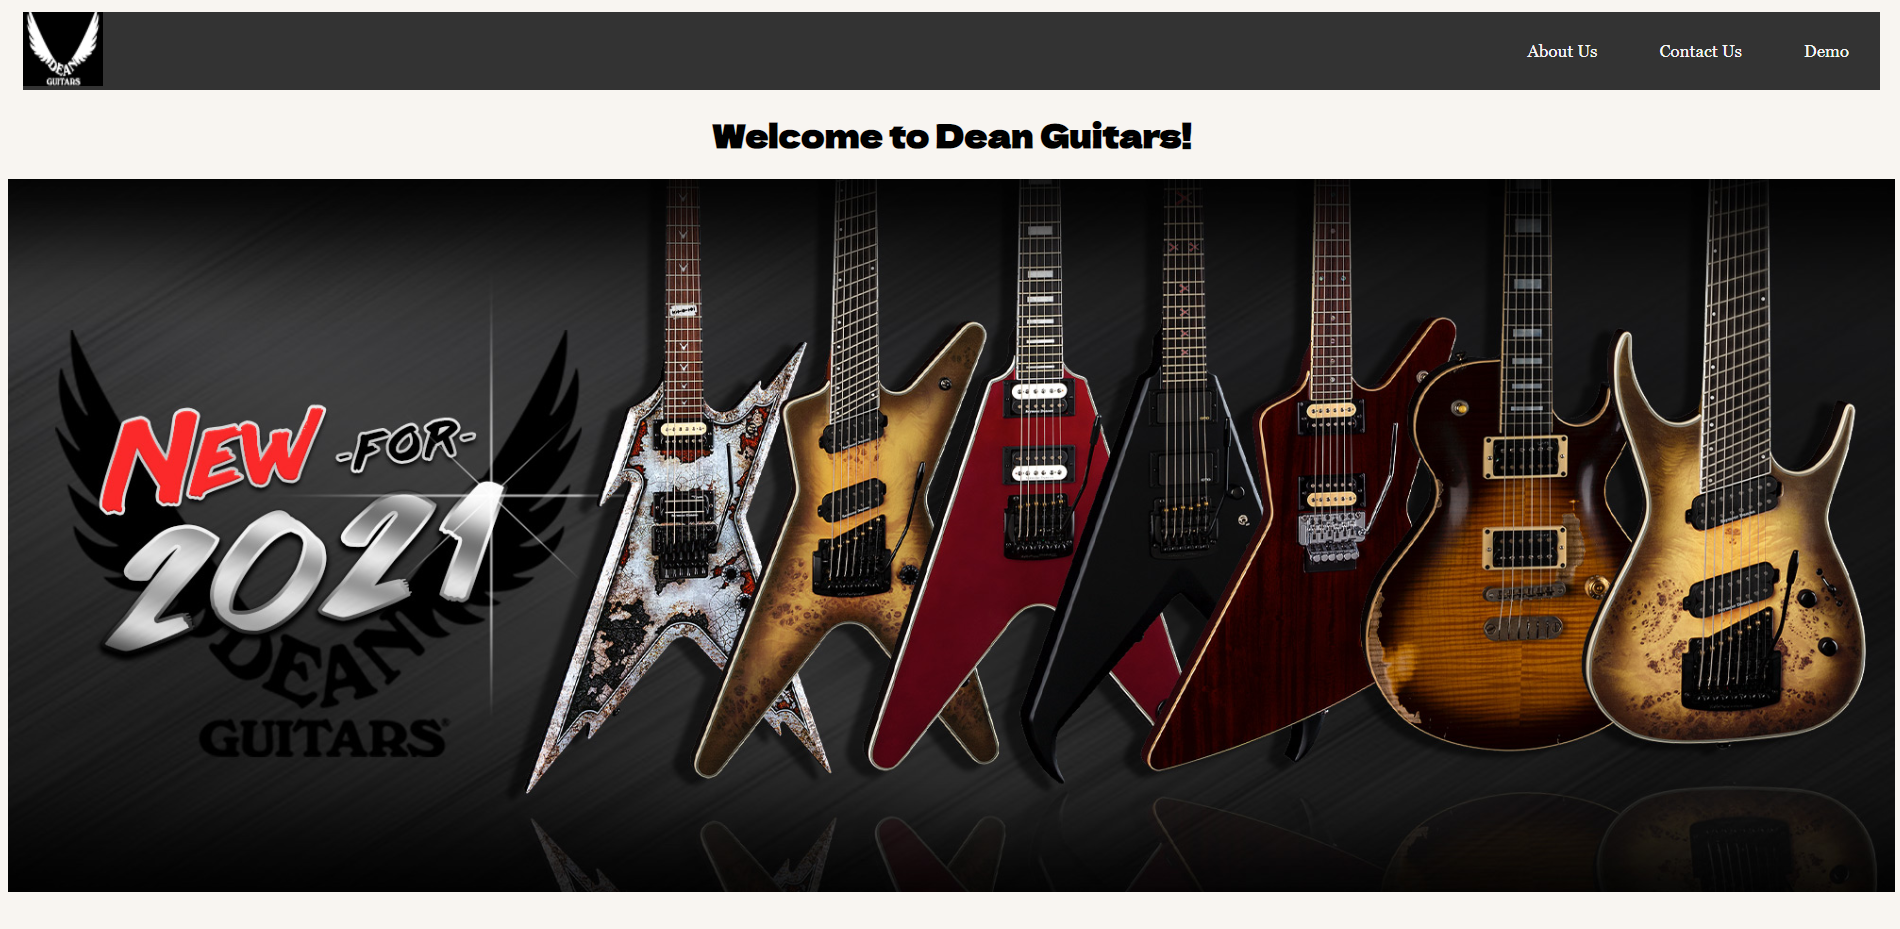 DEAN
GUITARS
About Us
Contact Us
Demo
Welcome to Dean Guitars!
NEW -FOR-
2021
DEAN
GUITARS®